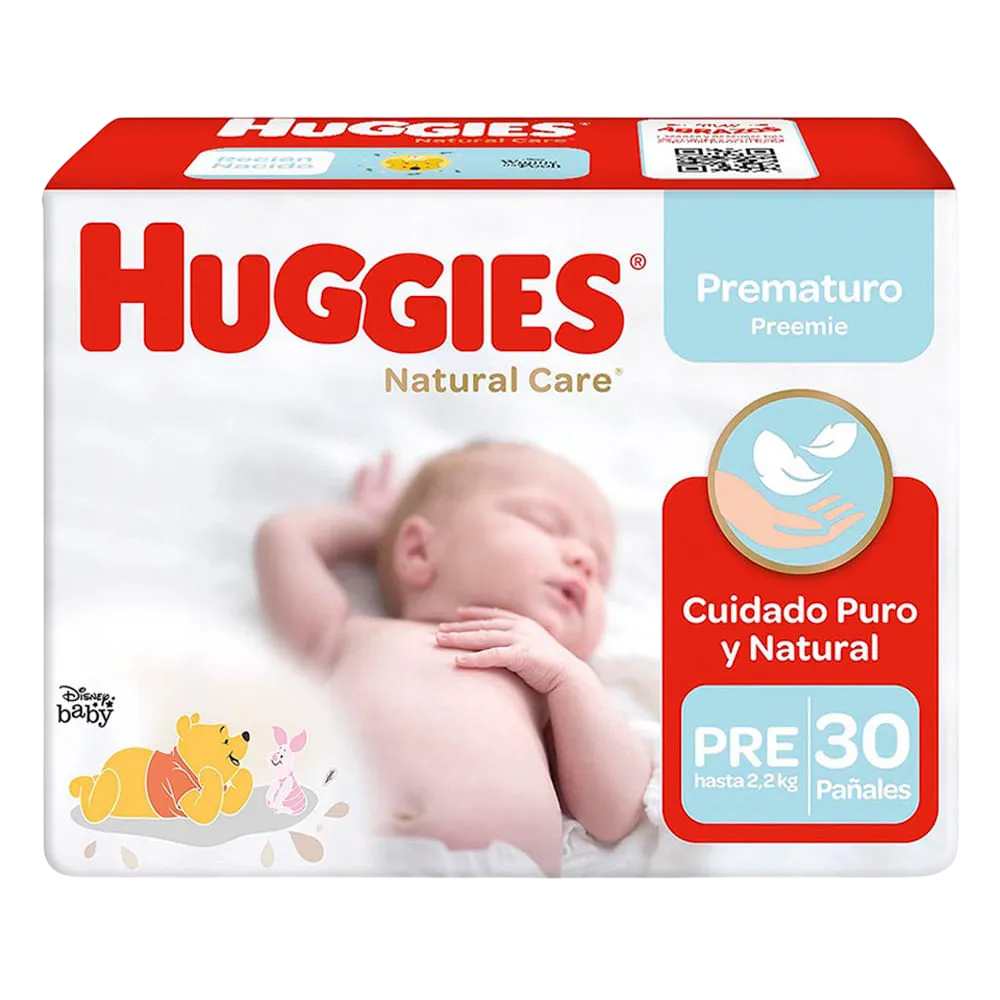 HUGGIES
Natural Care®
Recién
Nacido
ABRAZOS
HUGGIES®
Natural Care®
Prematuro
Preemie
Cuidado Puro
y Natural
PRE
hasta 2,2 kg
30
Pañales
Disney
baby